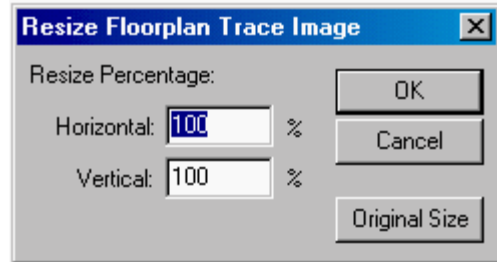 Resize Floorplan Trace Image
Resize Percentage:
Horizontal: 100 %
Vertical: 100 %
OK
Cancel
Original Size